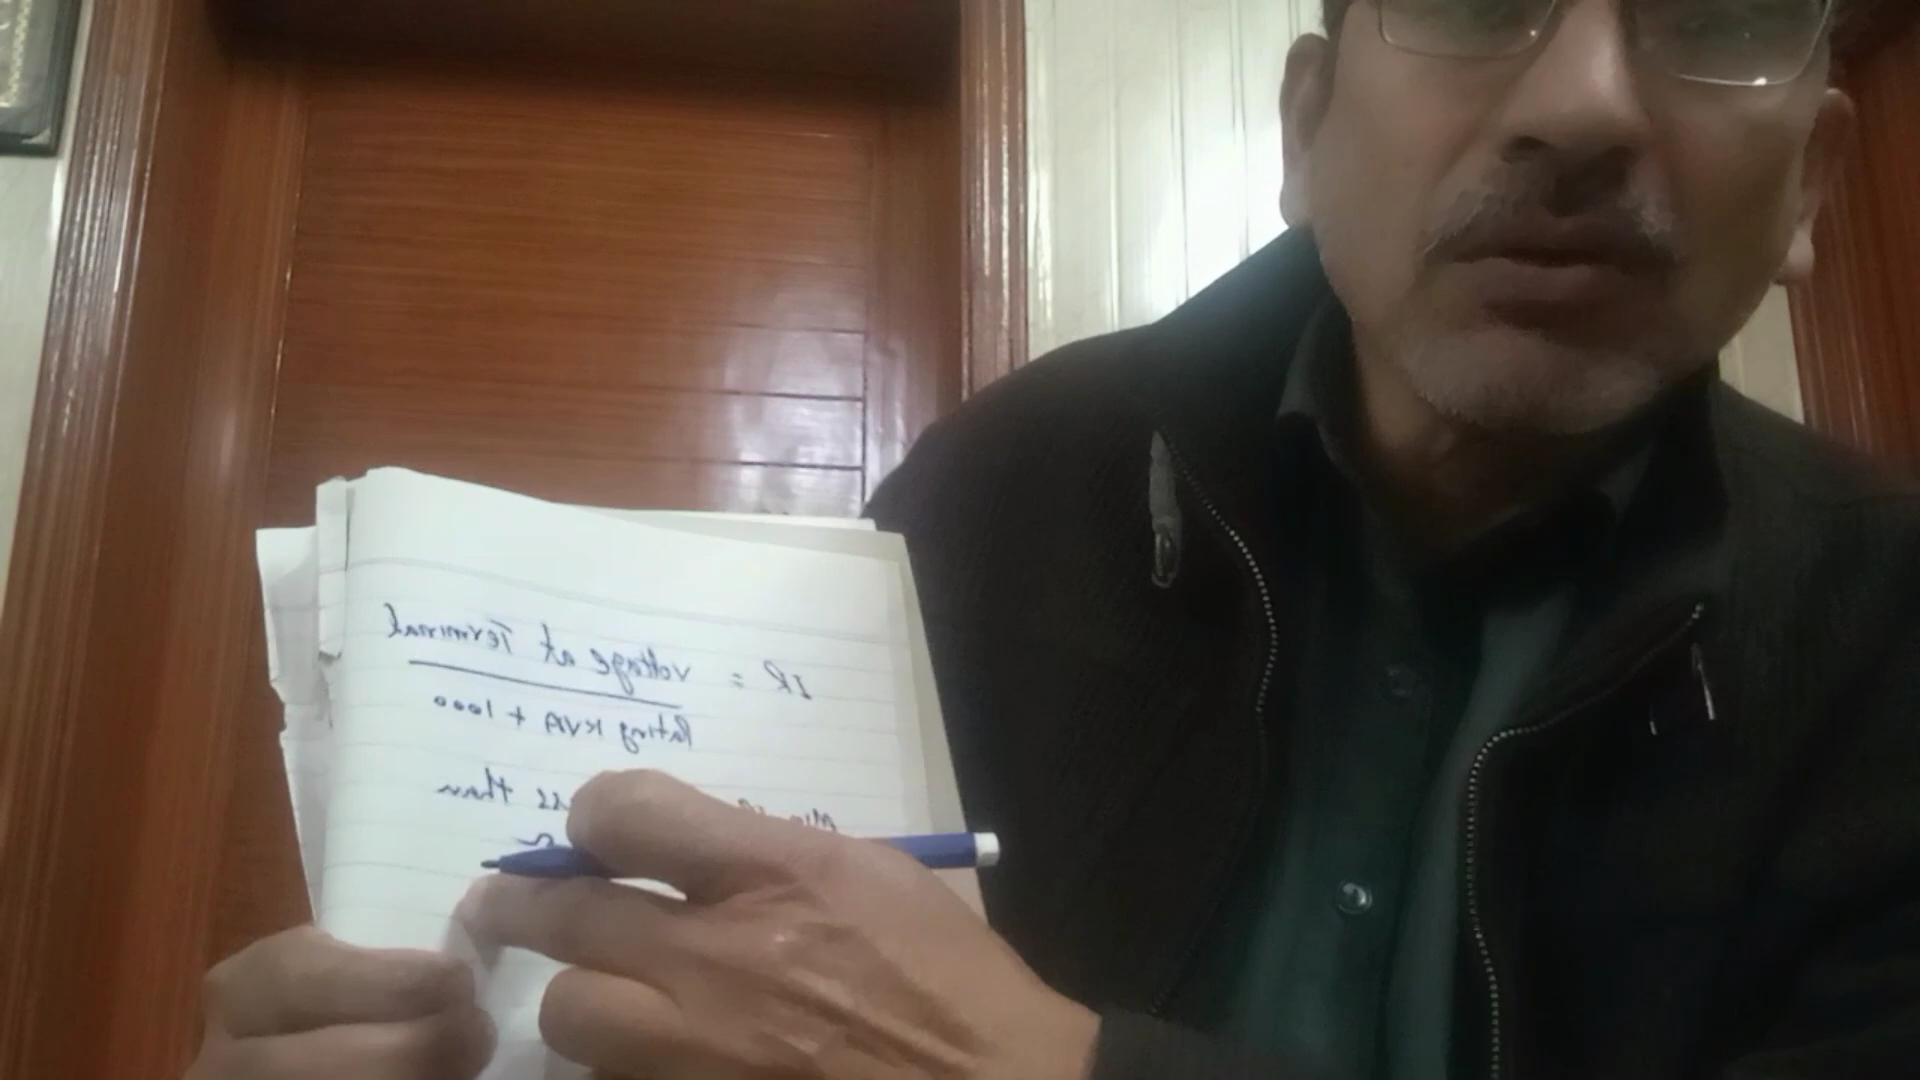 IR = Voltage at Terminal
Rating KVA + 1000
than